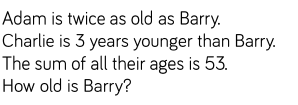 Adam is twice as old as Barry.
Charlie is 3 years younger than Barry.
The sum of all their ages is 53.
How old is Barry?